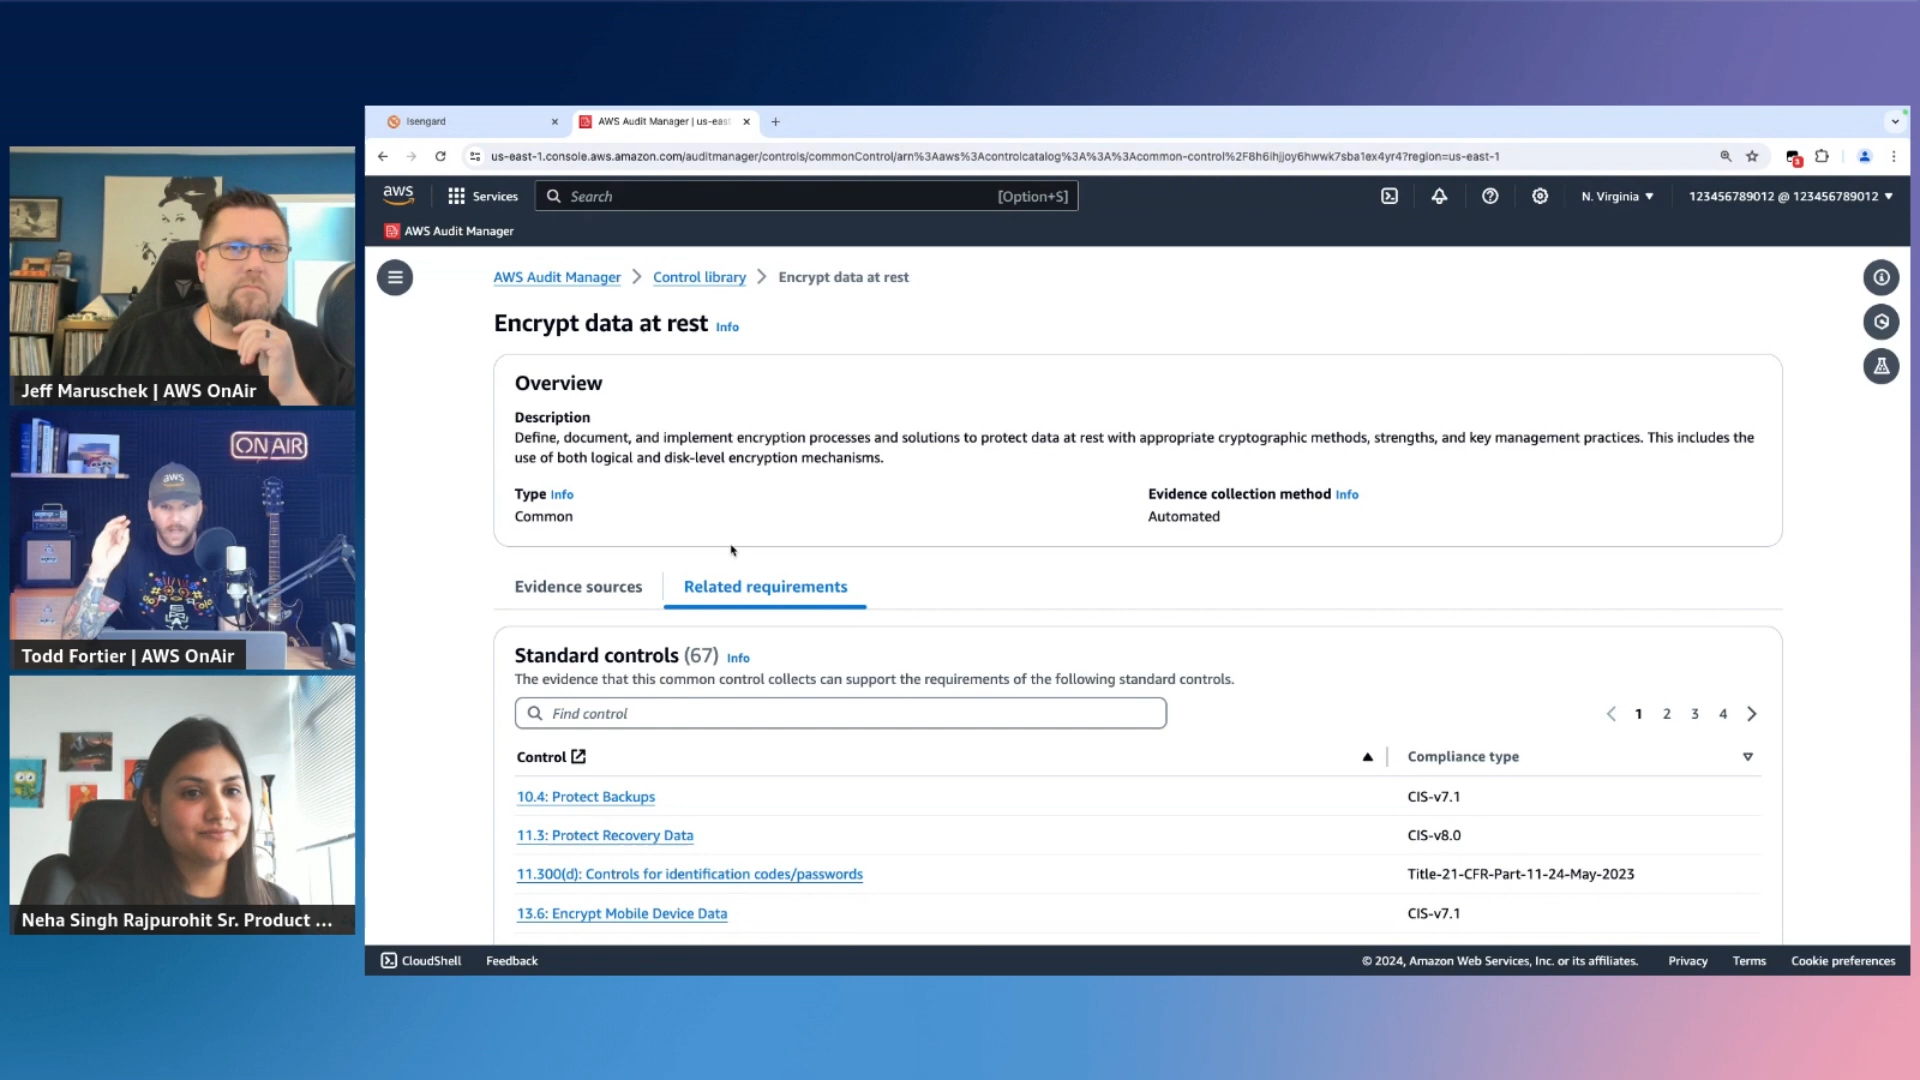 Isengard
AWS Audit Manager | us-east
us-east-1.console.aws.amazon.com/auditmanager/controls/commonControl/arn%3Aaws%3Acontrolcatalog%3A%3A%3Acommon-control%2F8h6ihjjoy6hwwk7sba1ex4yr4?region=us-east-1
aws
Services
Search
[Option+S]
N. Virginia
123456789012 @ 123456789012
AWS Audit Manager
AWS Audit Manager > Control library > Encrypt data at rest
Encrypt data at rest Info
Overview
Description
Define, document, and implement encryption processes and solutions to protect data at rest with appropriate cryptographic methods, strengths, and key management practices. This includes the
use of both logical and disk-level encryption mechanisms.
Type Info
Common
Evidence collection method Info
Automated
Evidence sources
Related requirements
Standard controls (67) Info
The evidence that this common control collects can support the requirements of the following standard controls.
Find control
1 2 3 4
Control
Compliance type
10.4: Protect Backups
CIS-v7.1
11.3: Protect Recovery Data
CIS-v8.0
11.300(d): Controls for identification codes/passwords
Title-21-CFR-Part-11-24-May-2023
13.6: Encrypt Mobile Device Data
CIS-v7.1
CloudShell
Feedback
© 2024, Amazon Web Services, Inc. or its affiliates.
Privacy
Terms
Cookie preferences
Jeff Maruschek | AWS OnAir
ON AIR
aws
Todd Fortier | AWS OnAir
Neha Singh Rajpurohit Sr. Product ...